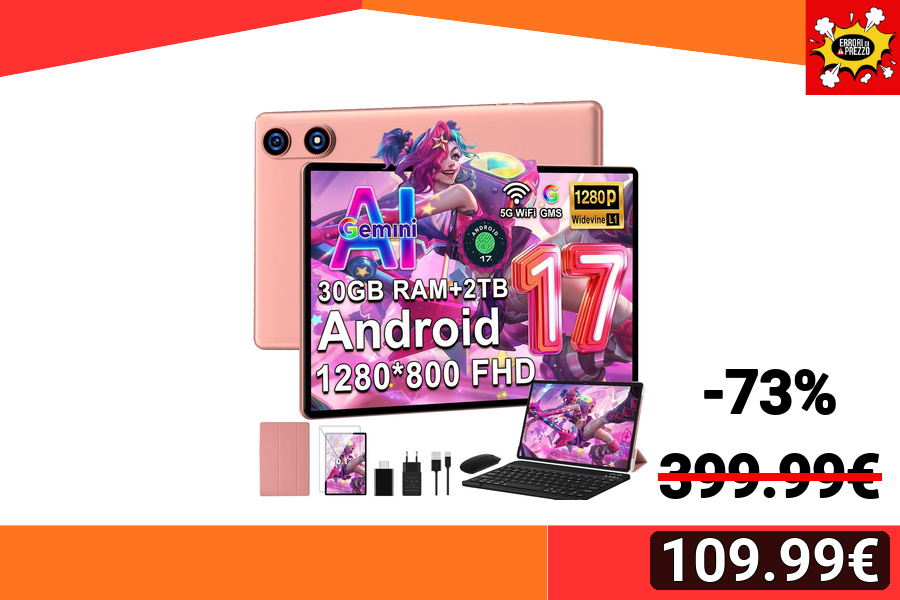 ERRORI DI
PREZZO
AI
Gemini
5G WiFi GMS
1280P
Widevine L1
ANDROID
17
17
30GB RAM+2TB
Android
1280*800 FHD
-73%
399.99€
109.99€